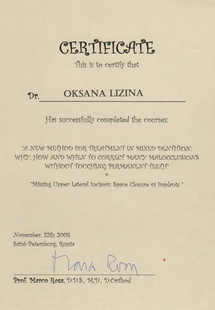 CERTIFICATE
This is to certify that
Dr. OKSANA LIZINA
Has successfully completed the courses:
"A NEW METHOD FOR TREATMENT IN MIXED DENTITION:
WHY, HOW AND WHEN TO CORRECT MANY MALOCCLUSIONS
WITHOUT TOUCHING PERMANENT TEETH"
"Missing Upper Lateral Incisors: Space Closure vs Implants"
November, 22th 2008
Saint-Petersburg, Russia
Prof. Marco Rosa, D.D.S., M.D., D.Orthod